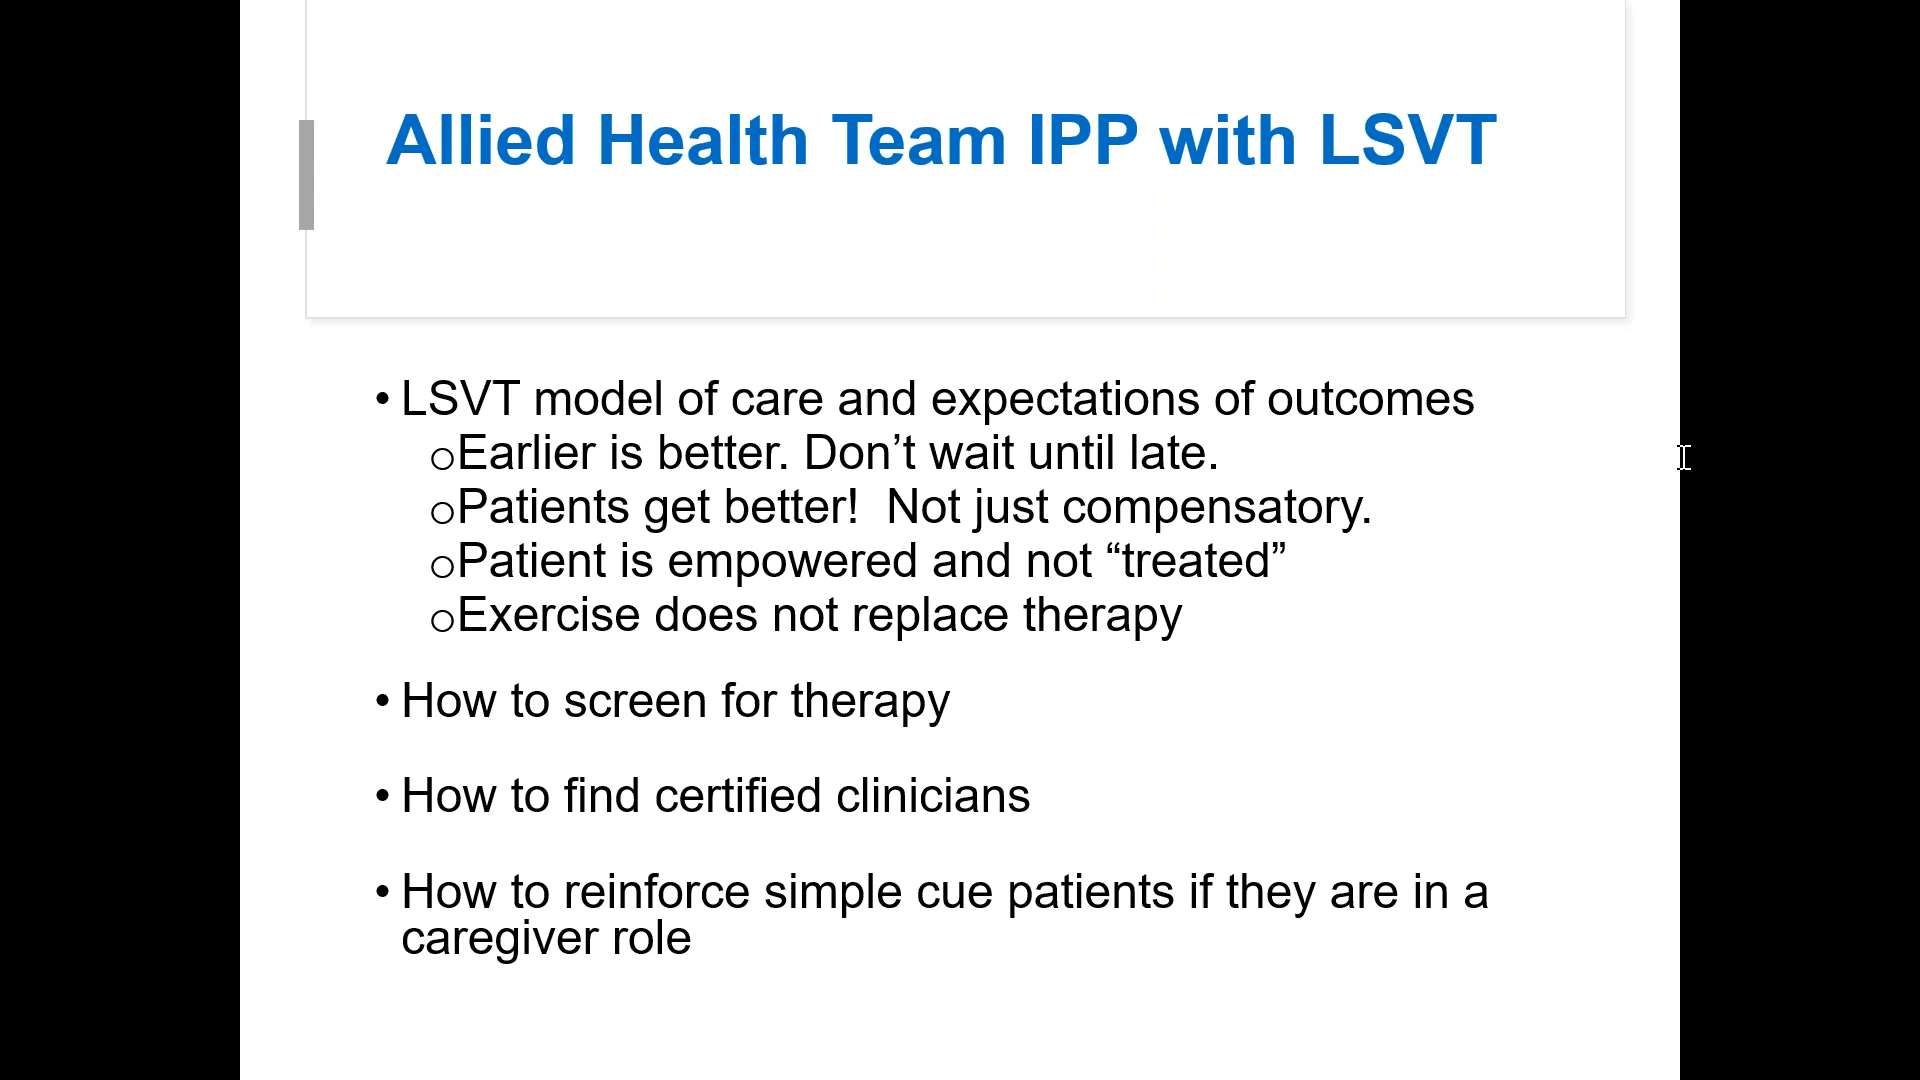 Allied Health Team IPP with LSVT
• LSVT model of care and expectations of outcomes
oEarlier is better. Don’t wait until late.
oPatients get better!  Not just compensatory.
oPatient is empowered and not “treated”
oExercise does not replace therapy
• How to screen for therapy
• How to find certified clinicians
• How to reinforce simple cue patients if they are in a
caregiver role